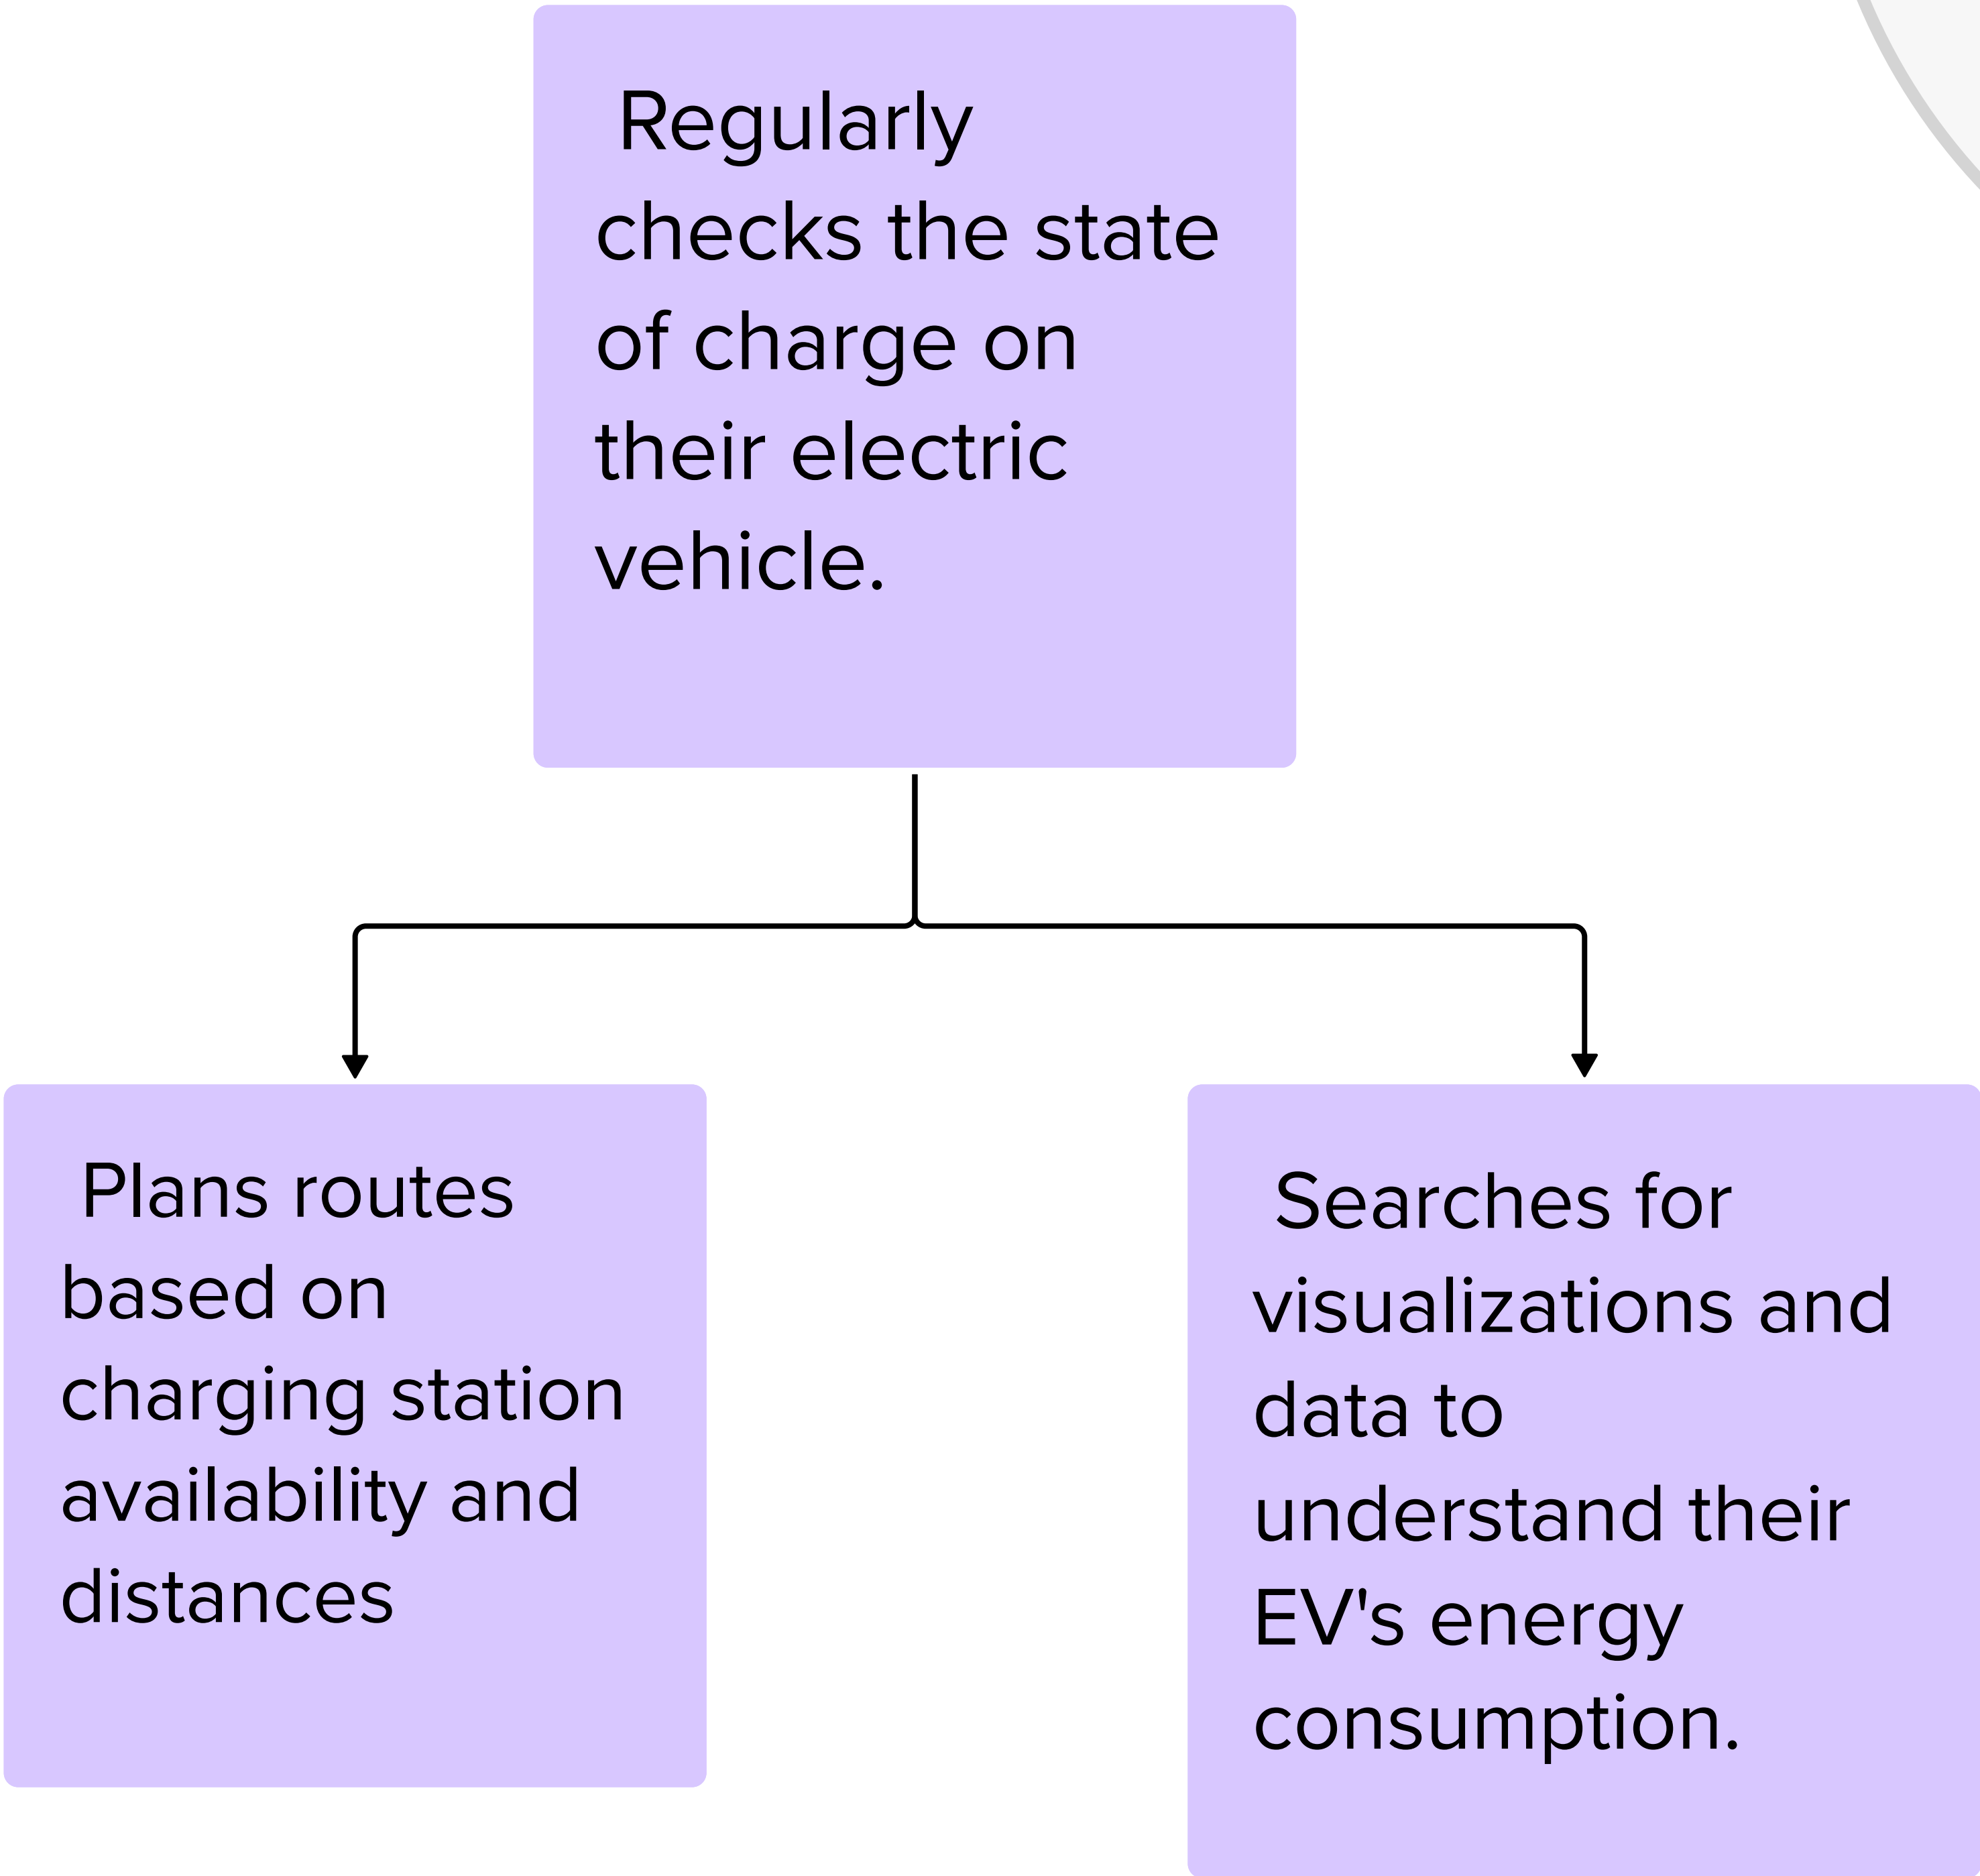 Regularly
checks the state
of charge on
their electric
vehicle.
Plans routes
based on
charging station
availability and
distances
Searches for
visualizations and
data to
understand their
EV's energy
consumption.